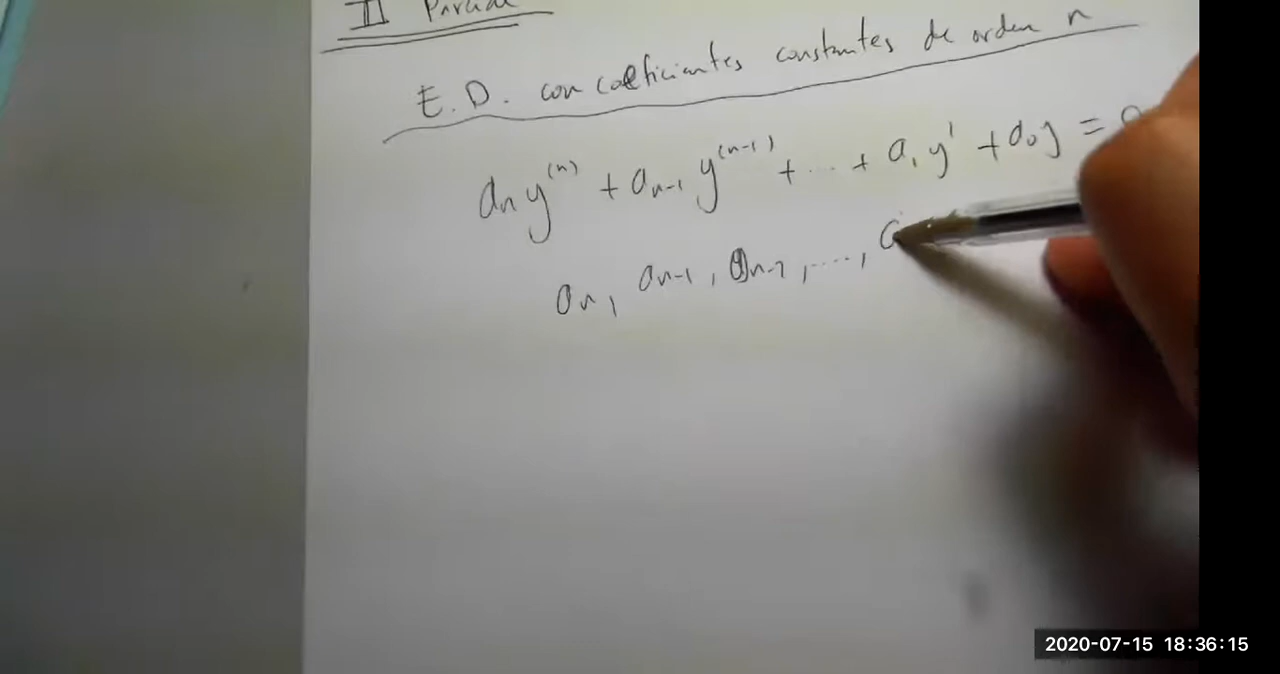 II Parcial
E.D. con coeficientes constantes de orden n
aₙy⁽ⁿ⁾ + aₙ₋₁y⁽ⁿ⁻¹⁾ + ... + a₁y' + a₀y = 0
aₙ, aₙ₋₁, aₙ₋₂, ...., a
2020-07-15 18:36:15